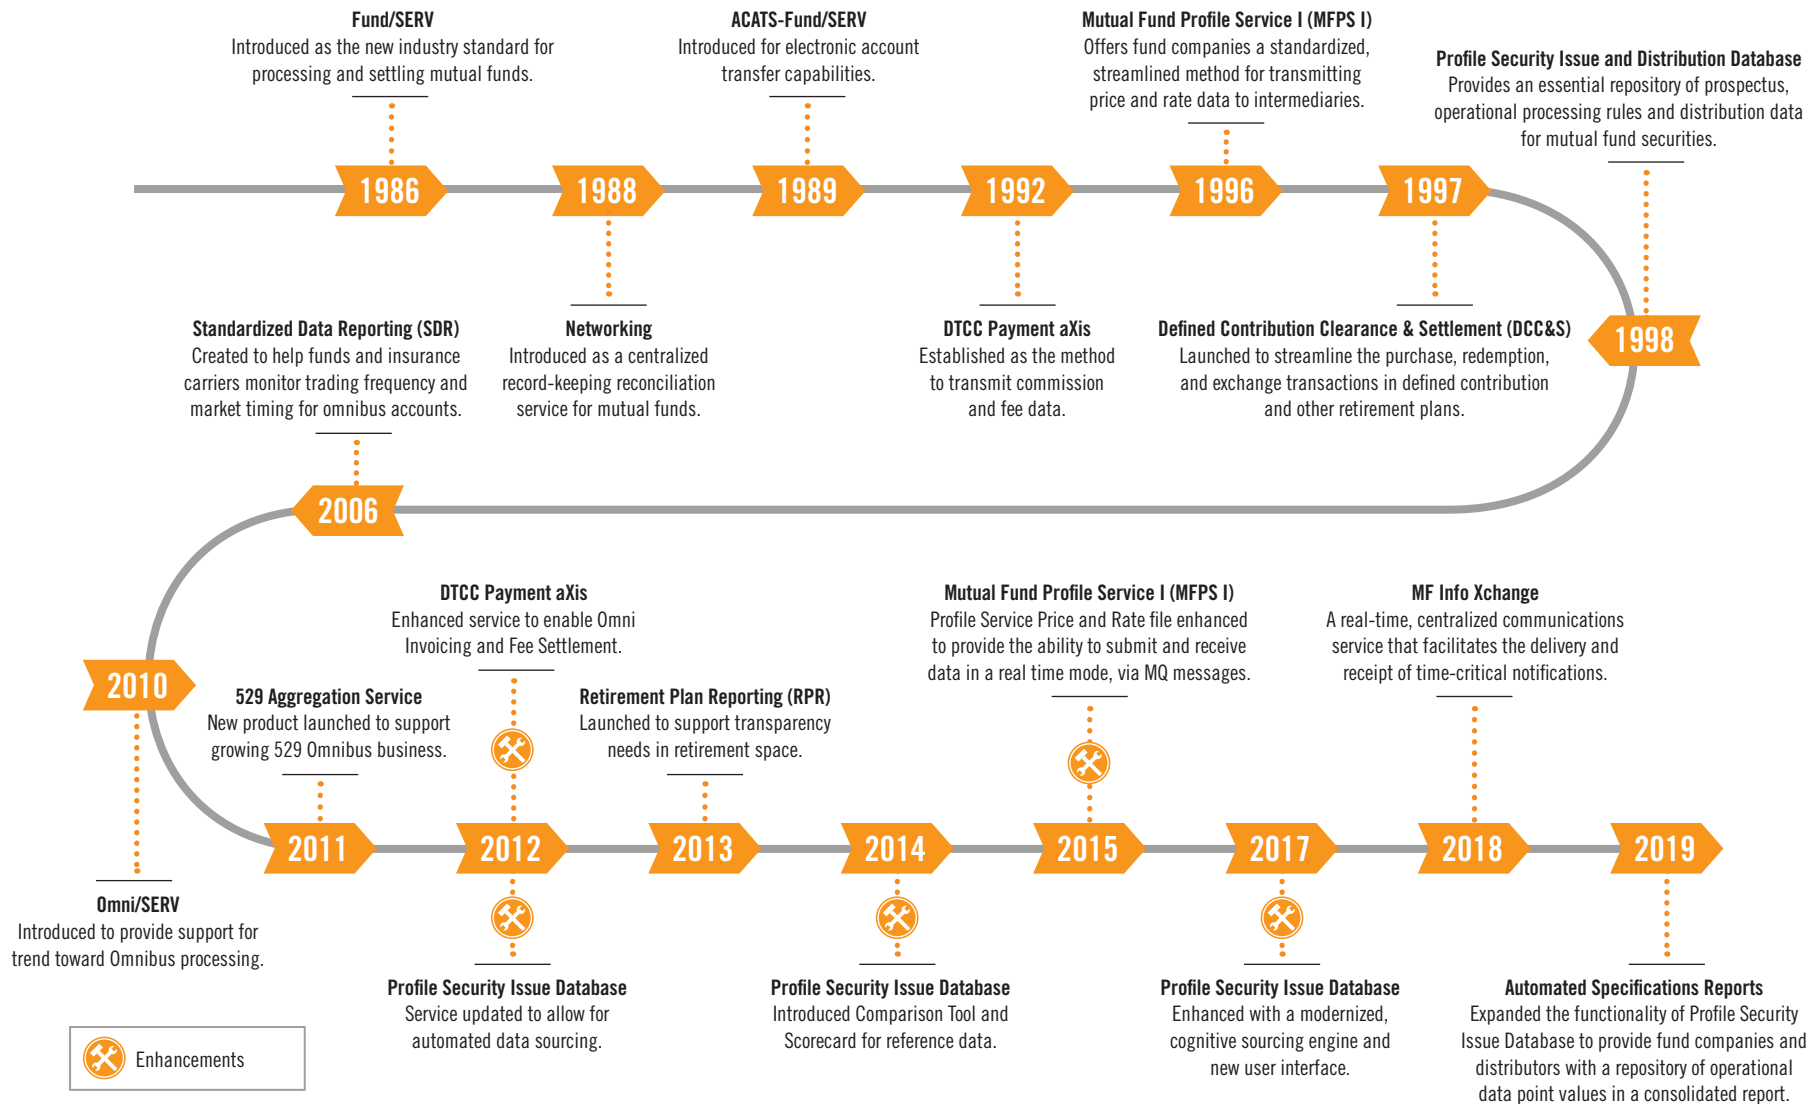 Fund/SERV
Introduced as the new industry standard for
processing and settling mutual funds.
ACATS-Fund/SERV
Introduced for electronic account
transfer capabilities.
Mutual Fund Profile Service I (MFPS I)
Offers fund companies a standardized,
streamlined method for transmitting
price and rate data to intermediaries.
Profile Security Issue and Distribution Database
Provides an essential repository of prospectus,
operational processing rules and distribution data
for mutual fund securities.
1986
1988
1989
1992
1996
1997
1998
Networking
Introduced as a centralized
record-keeping reconciliation
service for mutual funds.
DTCC Payment aXis
Established as the method
to transmit commission
and fee data.
Defined Contribution Clearance & Settlement (DCC&S)
Launched to streamline the purchase, redemption,
and exchange transactions in defined contribution
and other retirement plans.
Standardized Data Reporting (SDR)
Created to help funds and insurance
carriers monitor trading frequency and
market timing for omnibus accounts.
2006
2010
Omni/SERV
Introduced to provide support for
trend toward Omnibus processing.
529 Aggregation Service
New product launched to support
growing 529 Omnibus business.
DTCC Payment aXis
Enhanced service to enable Omni
Invoicing and Fee Settlement.
Retirement Plan Reporting (RPR)
Launched to support transparency
needs in retirement space.
Mutual Fund Profile Service I (MFPS I)
Profile Service Price and Rate file enhanced
to provide the ability to submit and receive
data in a real time mode, via MQ messages.
MF Info Xchange
A real-time, centralized communications
service that facilitates the delivery and
receipt of time-critical notifications.
2011
2012
2013
2014
2015
2017
2018
2019
Profile Security Issue Database
Service updated to allow for
automated data sourcing.
Profile Security Issue Database
Introduced Comparison Tool and
Scorecard for reference data.
Profile Security Issue Database
Enhanced with a modernized,
cognitive sourcing engine and
new user interface.
Automated Specifications Reports
Expanded the functionality of Profile Security
Issue Database to provide fund companies and
distributors with a repository of operational
data point values in a consolidated report.
Enhancements